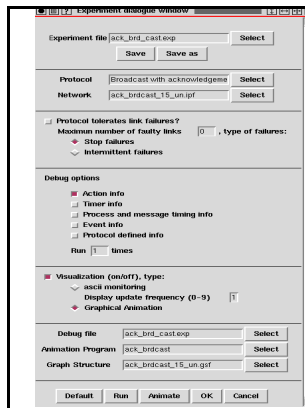 Experiment dialogue window
Experiment file ack_brd_cast.exp Select
Save Save as
Protocol Broadcast with acknowledgeme Select
Network ack_brdcast_15_un.ipf Select
Protocol tolerates link failures?
Maximun number of faulty links 0 , type of failures:
Stop failures
Intermittent failures
Debug options
Action info
Timer info
Process and message timing info
Event info
Protocol defined info
Run 1 times
Visualization (on/off), type:
ascii monitoring
Display update frequency (0-9) 1
Graphical Animation
Debug file ack_brd_cast.exp Select
Animation Program ack_brdcast Select
Graph Structure ack_brdcast_15_un.gsf Select
Default Run Animate OK Cancel